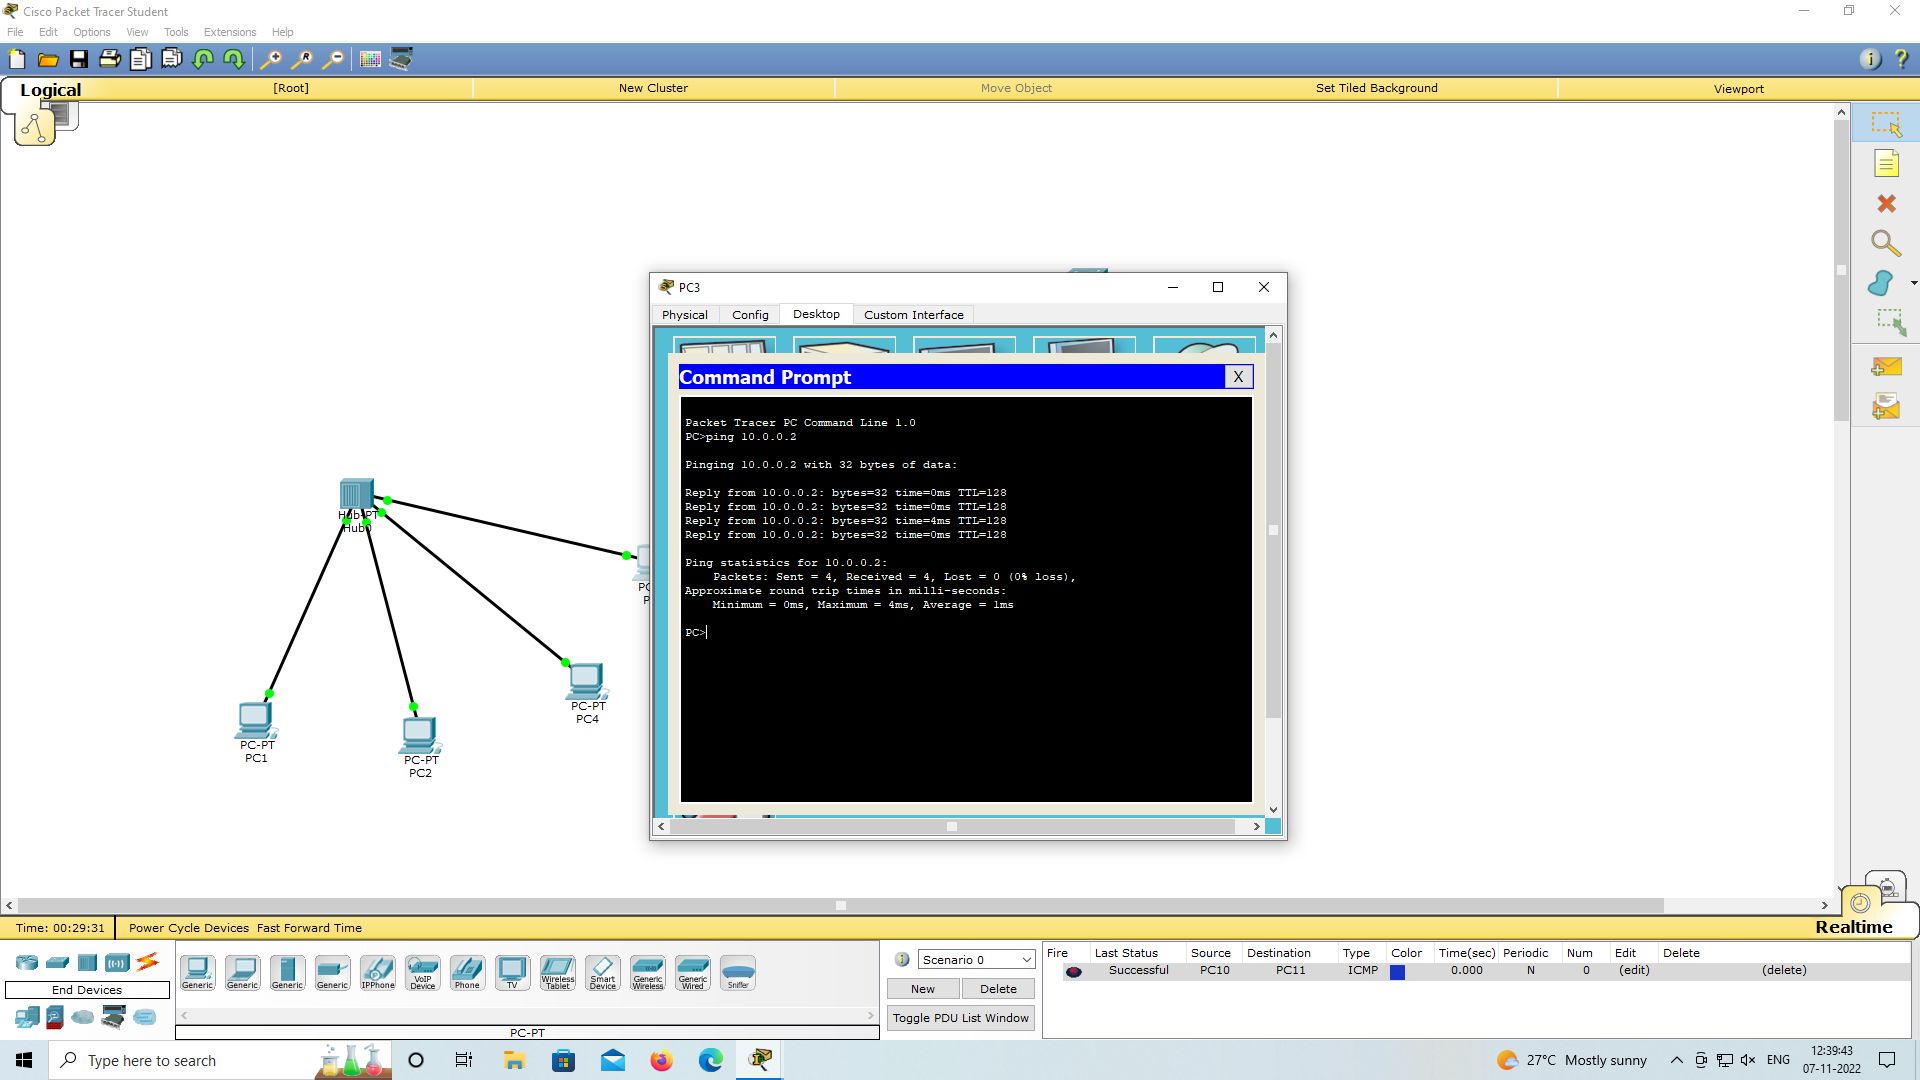 Cisco Packet Tracer Student
File Edit Options View Tools Extensions Help
Logical [Root] New Cluster Move Object Set Tiled Background Viewport
PC3
Physical Config Desktop Custom Interface
Command Prompt X
Packet Tracer PC Command Line 1.0
PC>ping 10.0.0.2
Pinging 10.0.0.2 with 32 bytes of data:
Reply from 10.0.0.2: bytes=32 time=0ms TTL=128
Reply from 10.0.0.2: bytes=32 time=0ms TTL=128
Reply from 10.0.0.2: bytes=32 time=4ms TTL=128
Reply from 10.0.0.2: bytes=32 time=0ms TTL=128
Ping statistics for 10.0.0.2:
Packets: Sent = 4, Received = 4, Lost = 0 (0% loss),
Approximate round trip times in milli-seconds:
Minimum = 0ms, Maximum = 4ms, Average = 1ms
PC>
Hub-PT
Hub0
PC
P
PC-PT
PC4
PC-PT
PC1
PC-PT
PC2
Time: 00:29:31 Power Cycle Devices Fast Forward Time
Realtime
End Devices
Generic Generic Generic Generic IPPhone VoIP Device Phone TV Wireless Tablet Smart Device Generic Wireless Generic Wired Sniffer
PC-PT
Scenario 0
New Delete
Toggle PDU List Window
Fire Last Status Source Destination Type Color Time(sec) Periodic Num Edit Delete
Successful PC10 PC11 ICMP 0.000 N 0 (edit) (delete)
Type here to search
27°C Mostly sunny ENG
12:39:43
07-11-2022